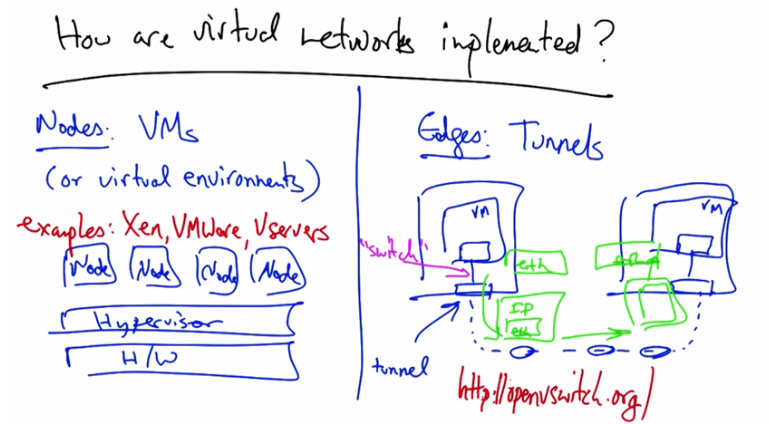 How are virtual networks implemented?
Nodes: VMs
(or virtual environments)
examples: Xen, VMWare, Vservers
Node Node Node Node
Hypervisor
H/W
Edges: Tunnels
VM VM
"switch"
eth
IP
eth
tunnel
http://openvswitch.org/